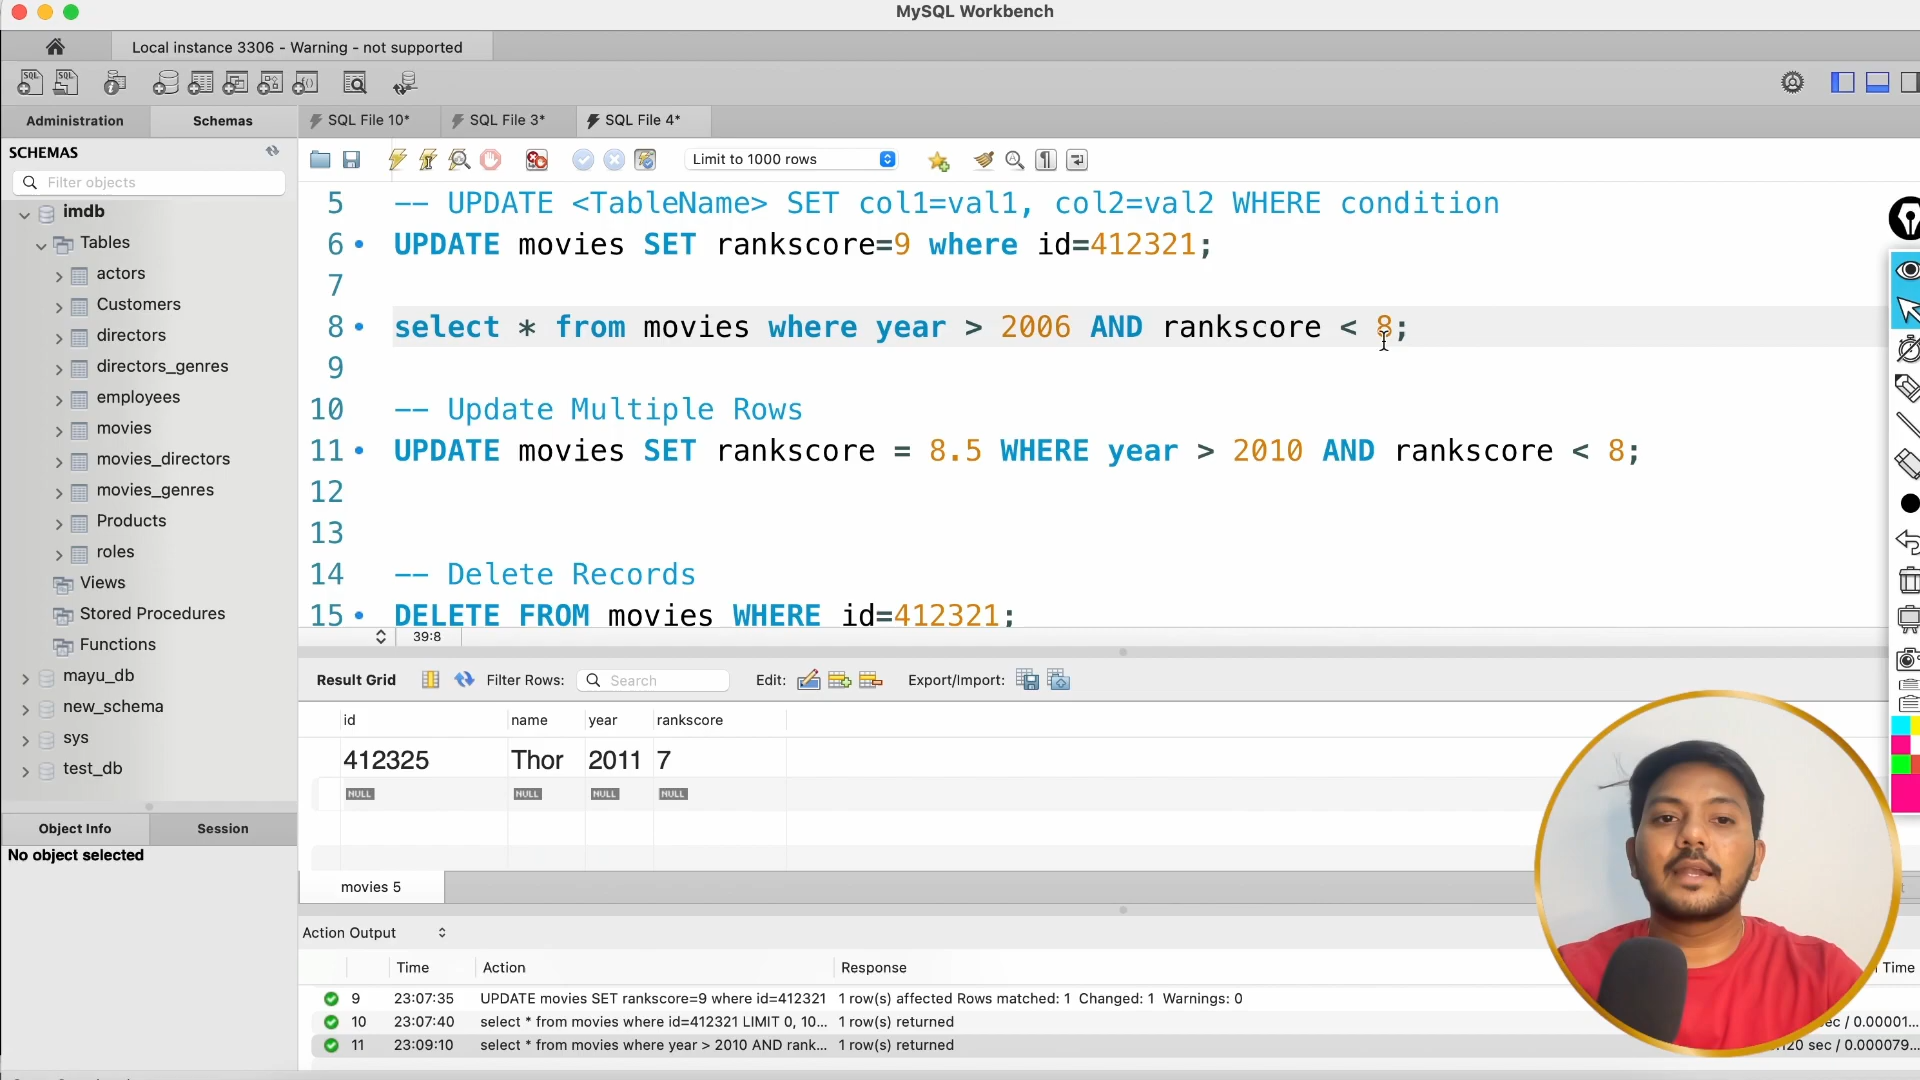 MySQL Workbench
Local instance 3306 - Warning - not supported
Administration
Schemas
SQL File 10*
SQL File 3*
SQL File 4*
SCHEMAS
Filter objects
Limit to 1000 rows
imdb
Tables
actors
Customers
directors
directors_genres
employees
movies
movies_directors
movies_genres
Products
roles
Views
Stored Procedures
Functions
mayu_db
new_schema
sys
test_db
Object Info
Session
No object selected
5 -- UPDATE <TableName> SET col1=val1, col2=val2 WHERE condition
6 UPDATE movies SET rankscore=9 where id=412321;
7
8 select * from movies where year > 2006 AND rankscore < 8;
9
10 -- Update Multiple Rows
11 UPDATE movies SET rankscore = 8.5 WHERE year > 2010 AND rankscore < 8;
12
13
14 -- Delete Records
15 DELETE FROM movies WHERE id=412321;
39:8
Result Grid Filter Rows: Search Edit: Export/Import:
id name year rankscore
412325 Thor 2011 7
NULL NULL NULL NULL
movies 5
Action Output
Time Action Response Time
9 23:07:35 UPDATE movies SET rankscore=9 where id=412321 1 row(s) affected Rows matched: 1 Changed: 1 Warnings: 0
10 23:07:40 select * from movies where id=412321 LIMIT 0, 10... 1 row(s) returned ec / 0.00001...
11 23:09:10 select * from movies where year > 2010 AND rank... 1 row(s) returned 120 sec / 0.000079...